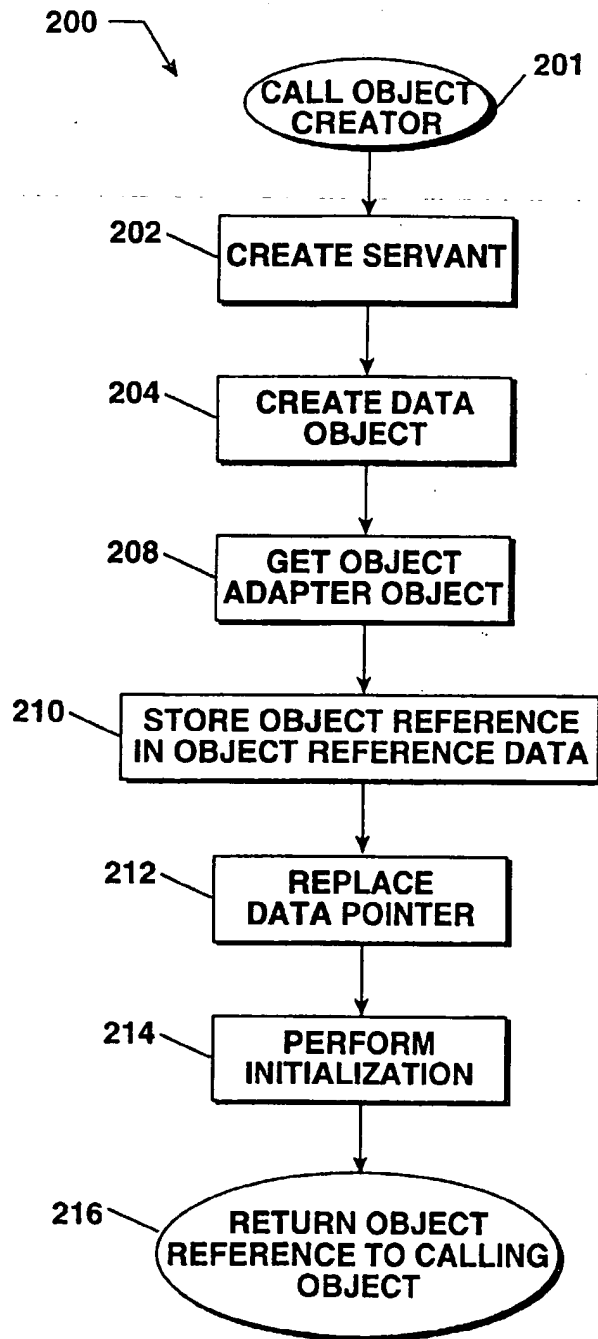 200
201
CALL OBJECT
CREATOR
202
CREATE SERVANT
204
CREATE DATA
OBJECT
208
GET OBJECT
ADAPTER OBJECT
210
STORE OBJECT REFERENCE
IN OBJECT REFERENCE DATA
212
REPLACE
DATA POINTER
214
PERFORM
INITIALIZATION
216
RETURN OBJECT
REFERENCE TO CALLING
OBJECT